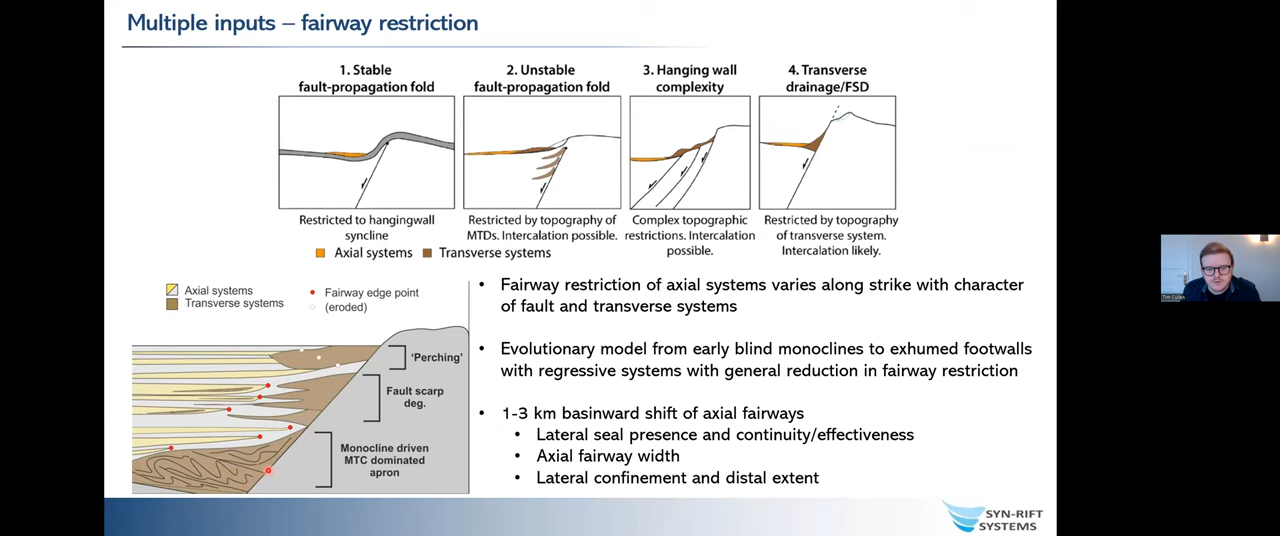 Multiple inputs – fairway restriction
1. Stable
fault-propagation fold
2. Unstable
fault-propagation fold
3. Hanging wall
complexity
4. Transverse
drainage/FSD
Restricted to hangingwall
syncline
Restricted by topography of
MTDs. Intercalation possible.
Complex topographic
restrictions. Intercalation
possible.
Restricted by topography
of transverse system.
Intercalation likely.
Axial systems
Transverse systems
Axial systems
Transverse systems
Fairway edge point
(eroded)
'Perching'
Fault scarp
deg.
Monocline driven
MTC dominated
apron
• Fairway restriction of axial systems varies along strike with character
of fault and transverse systems
• Evolutionary model from early blind monoclines to exhumed footwalls
with regressive systems with general reduction in fairway restriction
• 1-3 km basinward shift of axial fairways
• Lateral seal presence and continuity/effectiveness
• Axial fairway width
• Lateral confinement and distal extent
SYN-RIFT
SYSTEMS
Tim Cullen